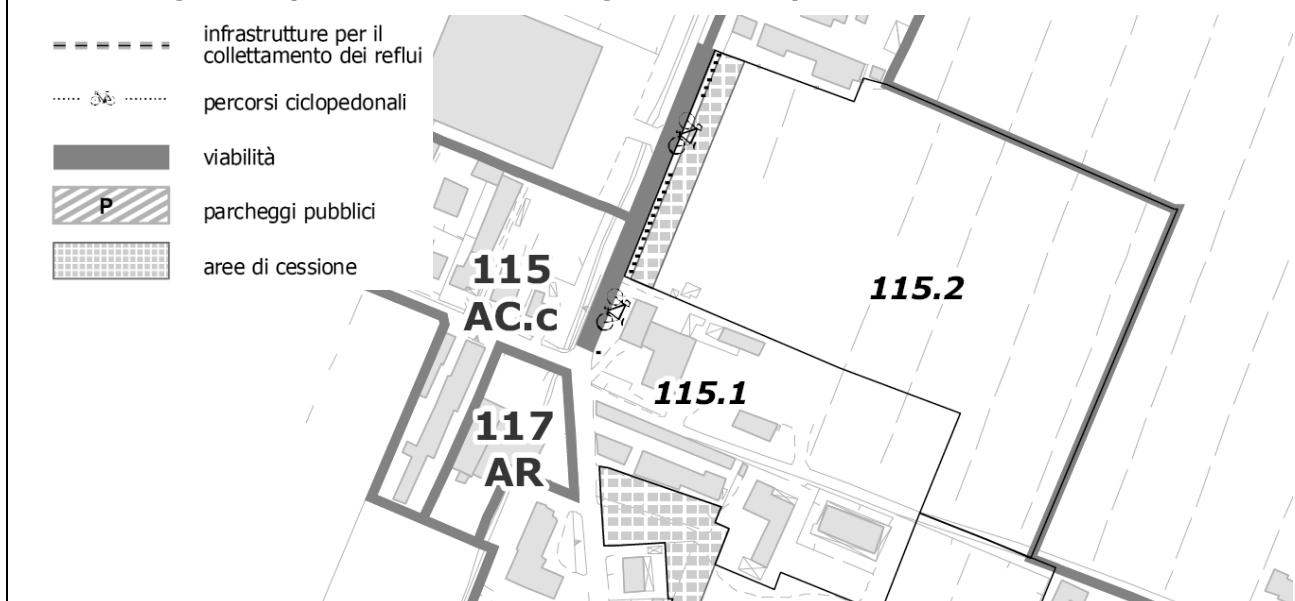 infrastrutture per il
collettamento dei reflui
percorsi ciclopedonali
viabilità
P
parcheggi pubblici
aree di cessione
115
AC.c
115.2
115.1
117
AR